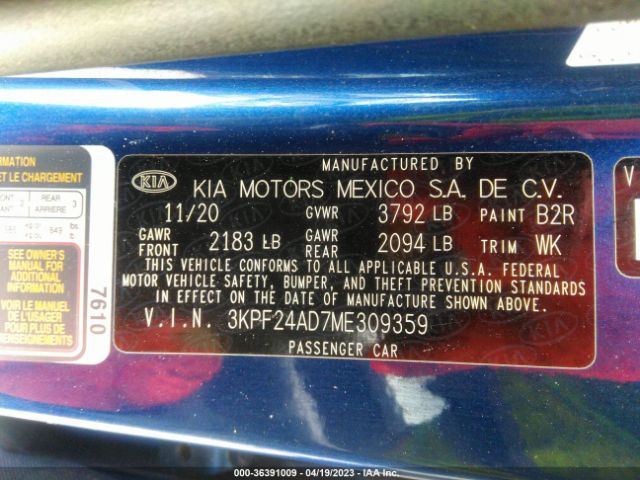 MANUFACTURED BY
KIA KIA MOTORS MEXICO S.A. DE C.V.
11/20 GVWR 3792 LB PAINT B2R
GAWR FRONT 2183 LB GAWR REAR 2094 LB TRIM WK
THIS VEHICLE CONFORMS TO ALL APPLICABLE U.S.A. FEDERAL
MOTOR VEHICLE SAFETY, BUMPER, AND THEFT PREVENTION STANDARDS
IN EFFECT ON THE DATE OF MANUFACTURE SHOWN ABOVE.
V.I.N. 3KPF24AD7ME309359
PASSENGER CAR
ET LE CHARGEMENT
REAR 3
ARRIÈRE
SEE OWNER'S
MANUAL FOR
ADDITIONAL
INFORMATION
VOIR LE MANUEL
DE L'USAGER
POUR PLUS DE
RENSEIGNEMENTS
7610
V
000-36391009 - 04/19/2023 - IAA Inc.